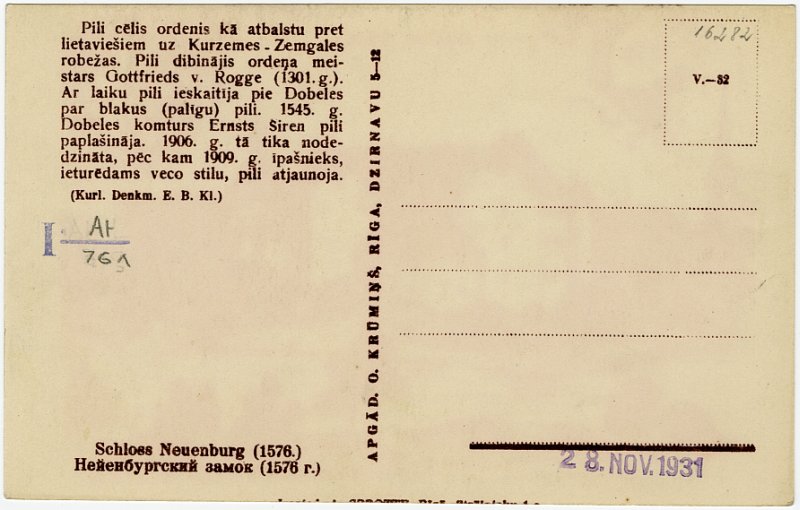 Pili cēlis ordenis kā atbalstu pret
lietaviešiem uz Kurzemes - Zemgales
robežas. Pili dibinājis ordeņa mei-
stars Gottfrieds v. Rogge (1301.g.).
Ar laiku pili ieskaitīja pie Dobeles
par blakus (palīgu) pili. 1545. g.
Dobeles komturs Ernsts Siren pili
paplašināja. 1906. g. tā tika node-
dzināta, pēc kam 1909. g. īpašnieks,
ieturēdams veco stilu, pili atjaunoja.
(Kurl. Denkm. E. B. Kl.)
I AH
761
Schloss Neuenburg (1576.)
Нейенбургский замок (1576 г.)
APGĀD. O. KRŪMIŅŠ, RĪGA, DZIRNAVU 5—12
16282
V.—32
28. NOV. 1931